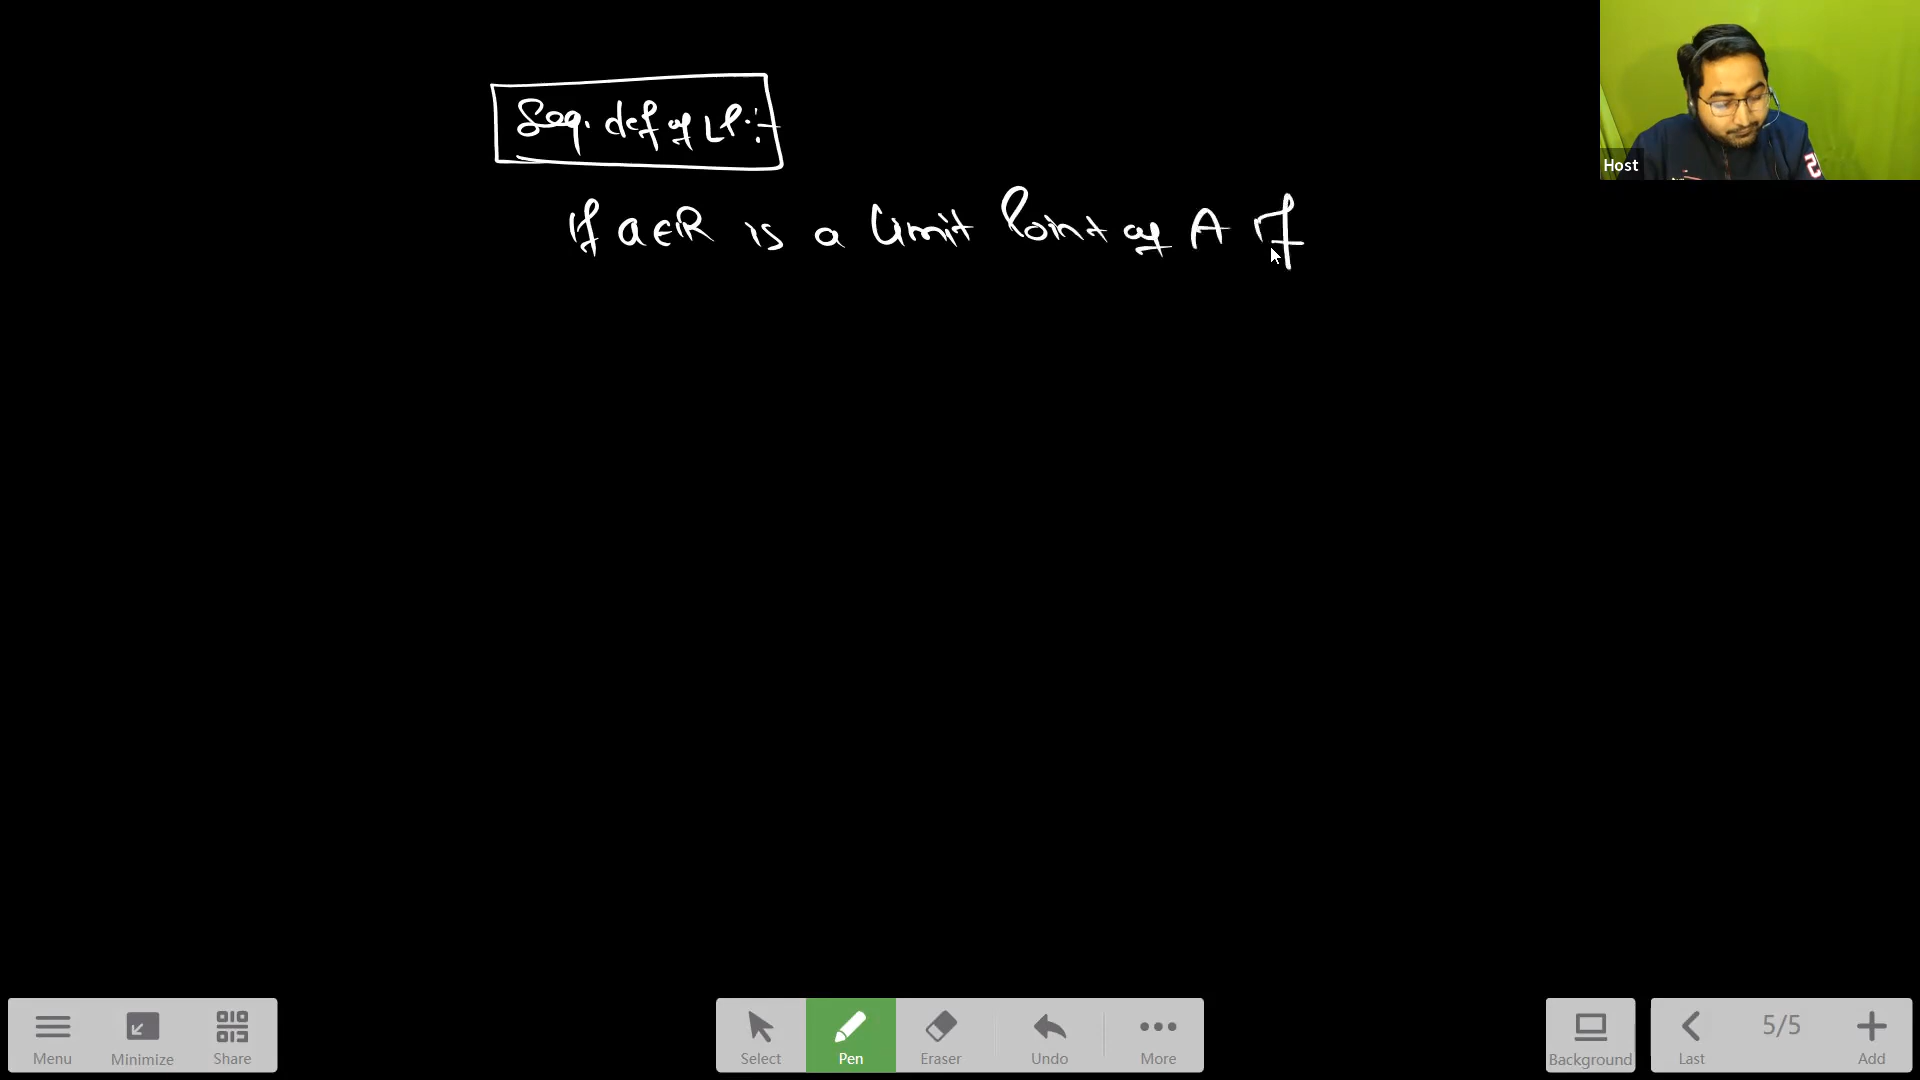 Seq. def of LP:-
If a∈R is a limit point of A if
Host
Menu Minimize Share Select Pen Eraser Undo More Background Last 5/5 Add